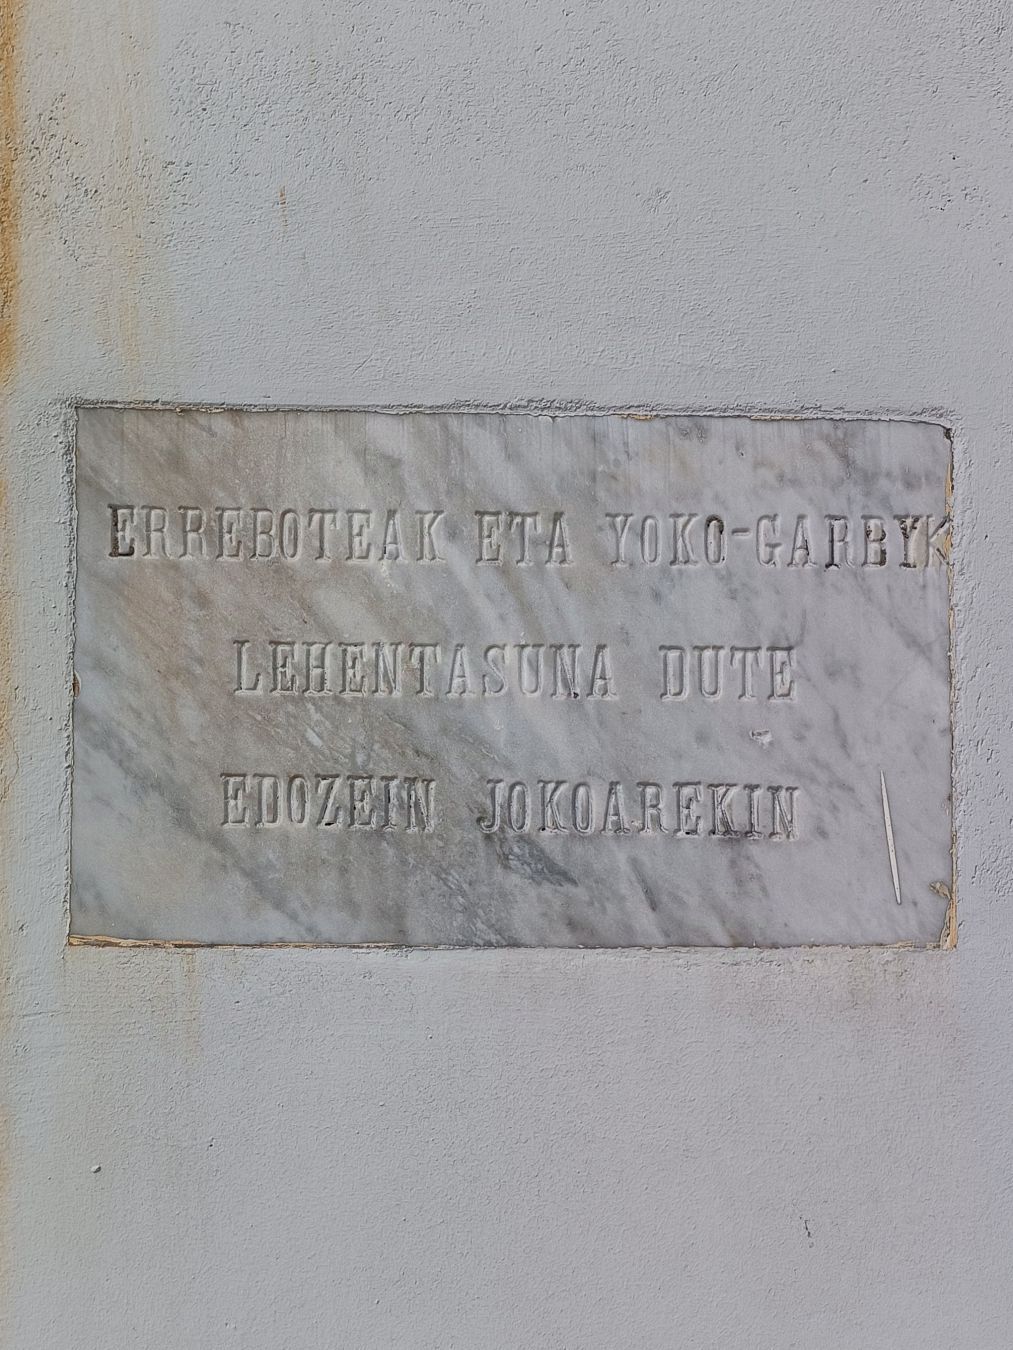 ERREBOTEAK ETA YOKO-GARBYK
LEHENTASUNA DUTE
EDOZEIN JOKOAREKIN